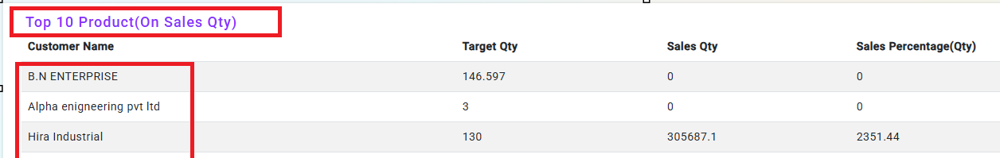 Top 10 Product(On Sales Qty)
Customer Name Target Qty Sales Qty Sales Percentage(Qty)
B.N ENTERPRISE 146.597 0 0
Alpha enigneering pvt ltd 3 0 0
Hira Industrial 130 305687.1 2351.44